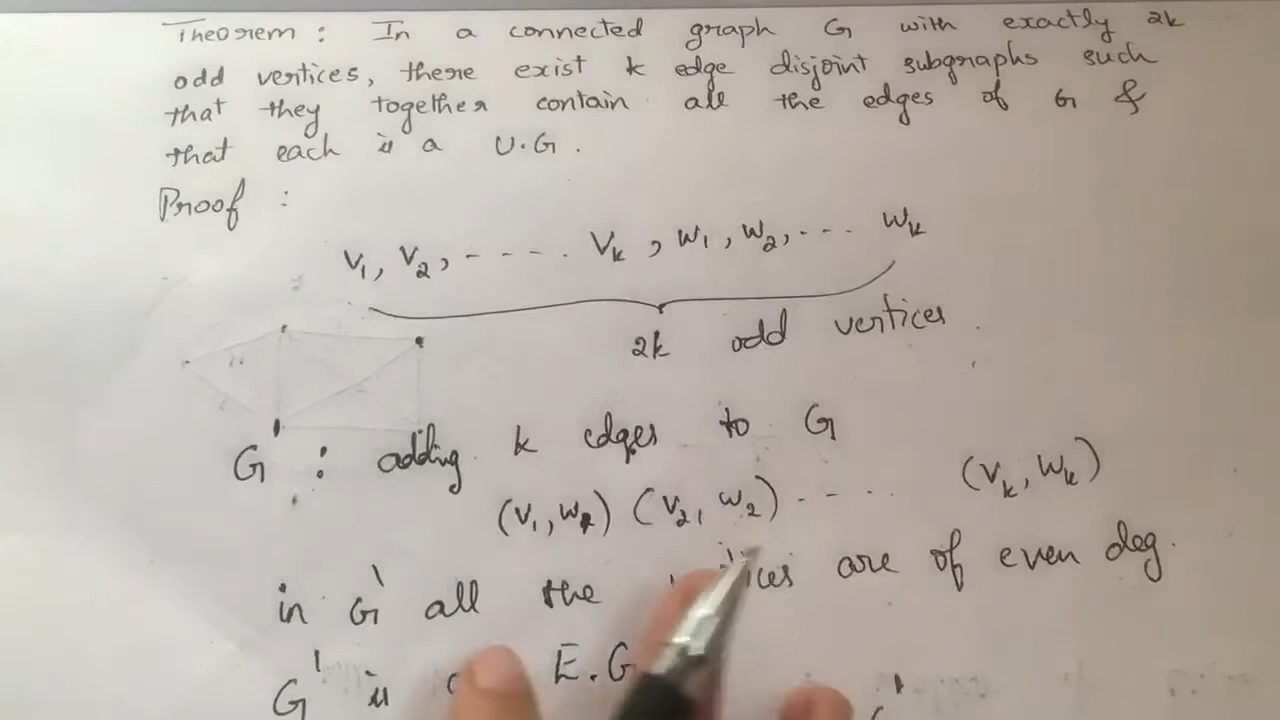 Theorem : In a connected graph G with exactly 2k
odd vertices, there exist k edge disjoint subgraphs such
that they together contain all the edges of G &
that each is a U.G.
Proof :
V₁, V₂, - - - - . Vₖ , W₁, W₂, . - - . Wₖ
2k odd vertices
G : adding k edges to G
(V₁, Wₖ) (V₂, W₂) - - . . (Vₖ, Wₖ)
in G' all the are of even deg.
G' is E.G